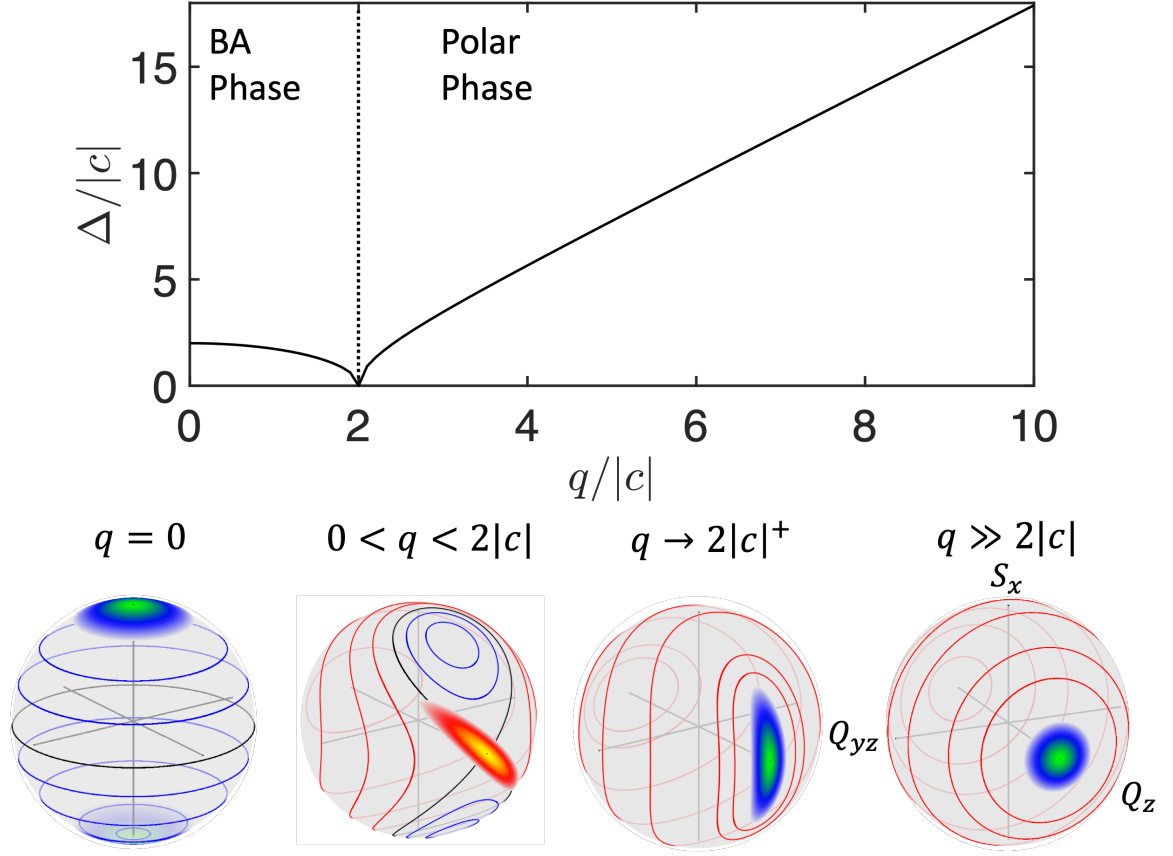 BA
Phase
Polar
Phase
15
10
5
0
Δ/|c|
0 2 4 6 8 10
q/|c|
q = 0
0 < q < 2|c|
q → 2|c|⁺
q ≫ 2|c|
Sₓ
Q_yz
Q_z